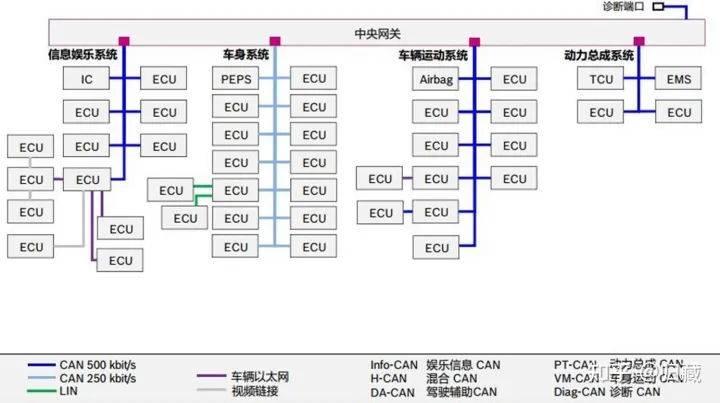 诊断端口
中央网关
信息娱乐系统 车身系统 车辆运动系统 动力总成系统
IC ECU PEPS ECU Airbag ECU TCU EMS
ECU ECU ECU ECU ECU ECU ECU ECU
ECU ECU ECU ECU ECU ECU
ECU
ECU ECU ECU ECU ECU ECU ECU
ECU ECU ECU
ECU ECU
ECU ECU ECU ECU ECU
ECU ECU
ECU ECU ECU ECU
ECU
CAN 500 kbit/s Info-CAN 娱乐信息 CAN PT-CAN 动力总成 CAN
CAN 250 kbit/s 车辆以太网 H-CAN 混合 CAN VM-CAN 车身运动 CAN
LIN 视频链接 DA-CAN 驾驶辅助CAN Diag-CAN 诊断 CAN
知乎 @归藏